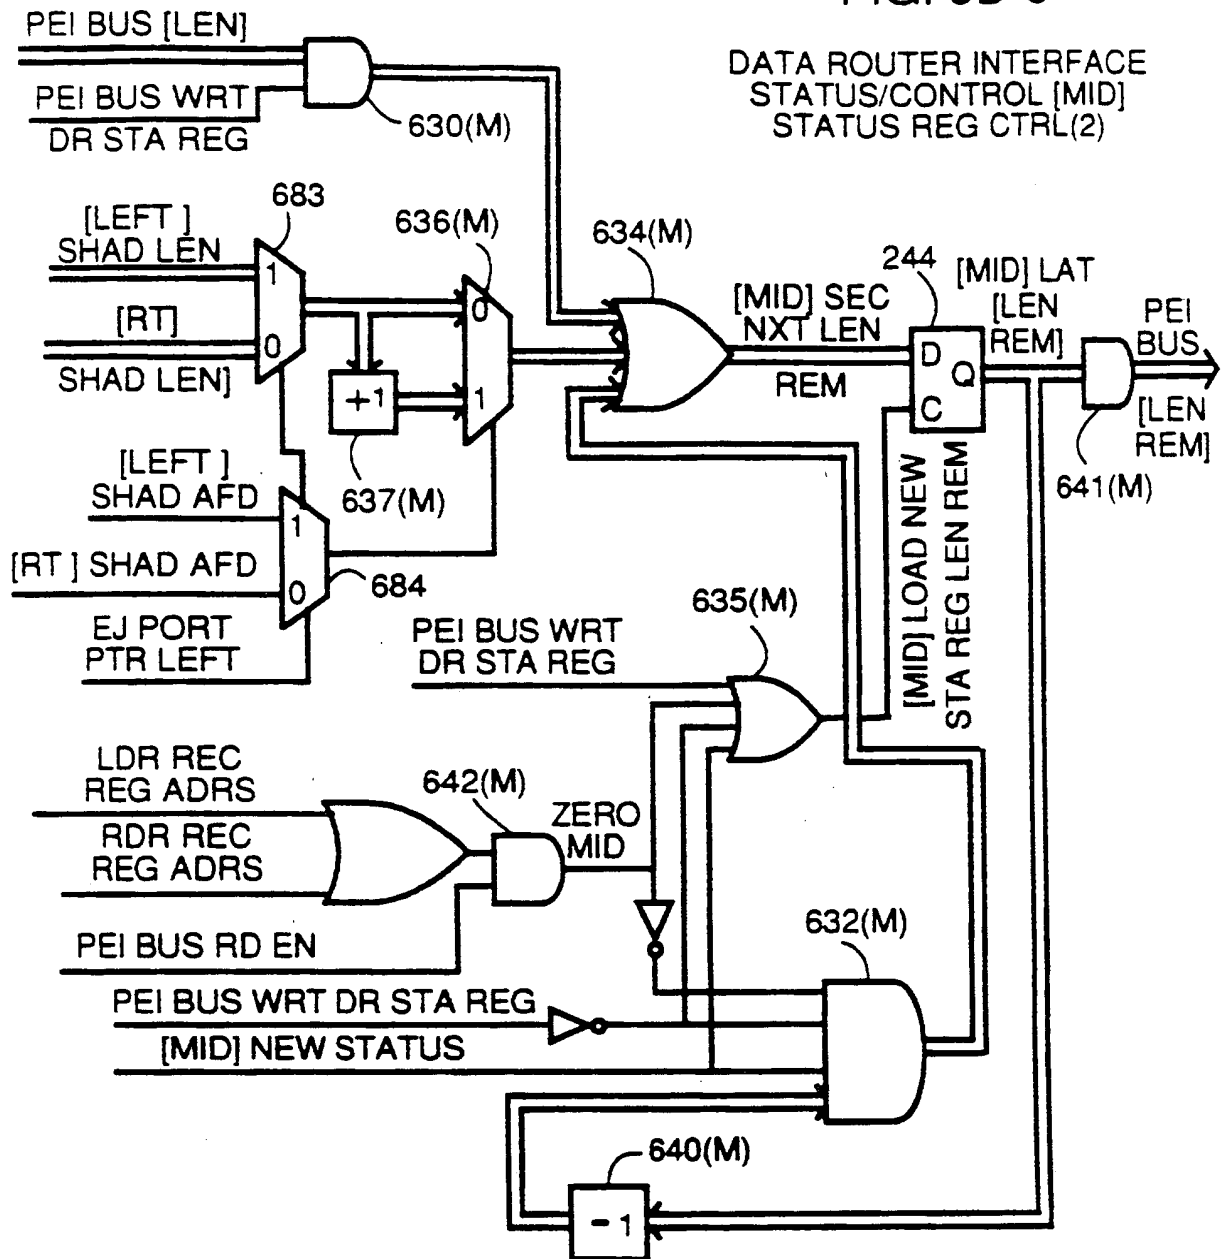 PEI BUS [LEN]
DATA ROUTER INTERFACE
STATUS/CONTROL [MID]
STATUS REG CTRL(2)
PEI BUS WRT
DR STA REG
630(M)
683
[LEFT ]
SHAD LEN
1
[RT]
0
SHAD LEN]
636(M)
0
1
+1
637(M)
634(M)
[MID] SEC
NXT LEN
REM
244
D
Q
C
[MID] LAT
[LEN
REM]
PEI
BUS
[LEN
REM]
641(M)
[LEFT ]
SHAD AFD
1
[RT ] SHAD AFD
0
684
EJ PORT
PTR LEFT
[MID] LOAD NEW
STA REG LEN REM
635(M)
PEI BUS WRT
DR STA REG
LDR REC
REG ADRS
RDR REC
REG ADRS
642(M)
ZERO
MID
PEI BUS RD EN
632(M)
PEI BUS WRT DR STA REG
[MID] NEW STATUS
640(M)
- 1